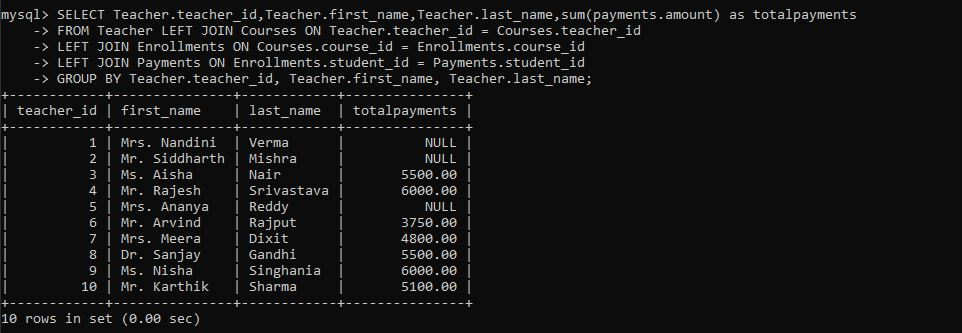 mysql> SELECT Teacher.teacher_id,Teacher.first_name,Teacher.last_name,sum(payments.amount) as totalpayments
    -> FROM Teacher LEFT JOIN Courses ON Teacher.teacher_id = Courses.teacher_id
    -> LEFT JOIN Enrollments ON Courses.course_id = Enrollments.course_id
    -> LEFT JOIN Payments ON Enrollments.student_id = Payments.student_id
    -> GROUP BY Teacher.teacher_id, Teacher.first_name, Teacher.last_name;
+------------+---------------+------------+---------------+
| teacher_id | first_name    | last_name  | totalpayments |
+------------+---------------+------------+---------------+
|          1 | Mrs. Nandini  | Verma      |          NULL |
|          2 | Mr. Siddharth | Mishra     |          NULL |
|          3 | Ms. Aisha     | Nair       |       5500.00 |
|          4 | Mr. Rajesh    | Srivastava |       6000.00 |
|          5 | Mrs. Ananya   | Reddy      |          NULL |
|          6 | Mr. Arvind    | Rajput     |       3750.00 |
|          7 | Mrs. Meera    | Dixit      |       4800.00 |
|          8 | Dr. Sanjay    | Gandhi     |       5500.00 |
|          9 | Ms. Nisha     | Singhania  |       6000.00 |
|         10 | Mr. Karthik   | Sharma     |       5100.00 |
+------------+---------------+------------+---------------+
10 rows in set (0.00 sec)